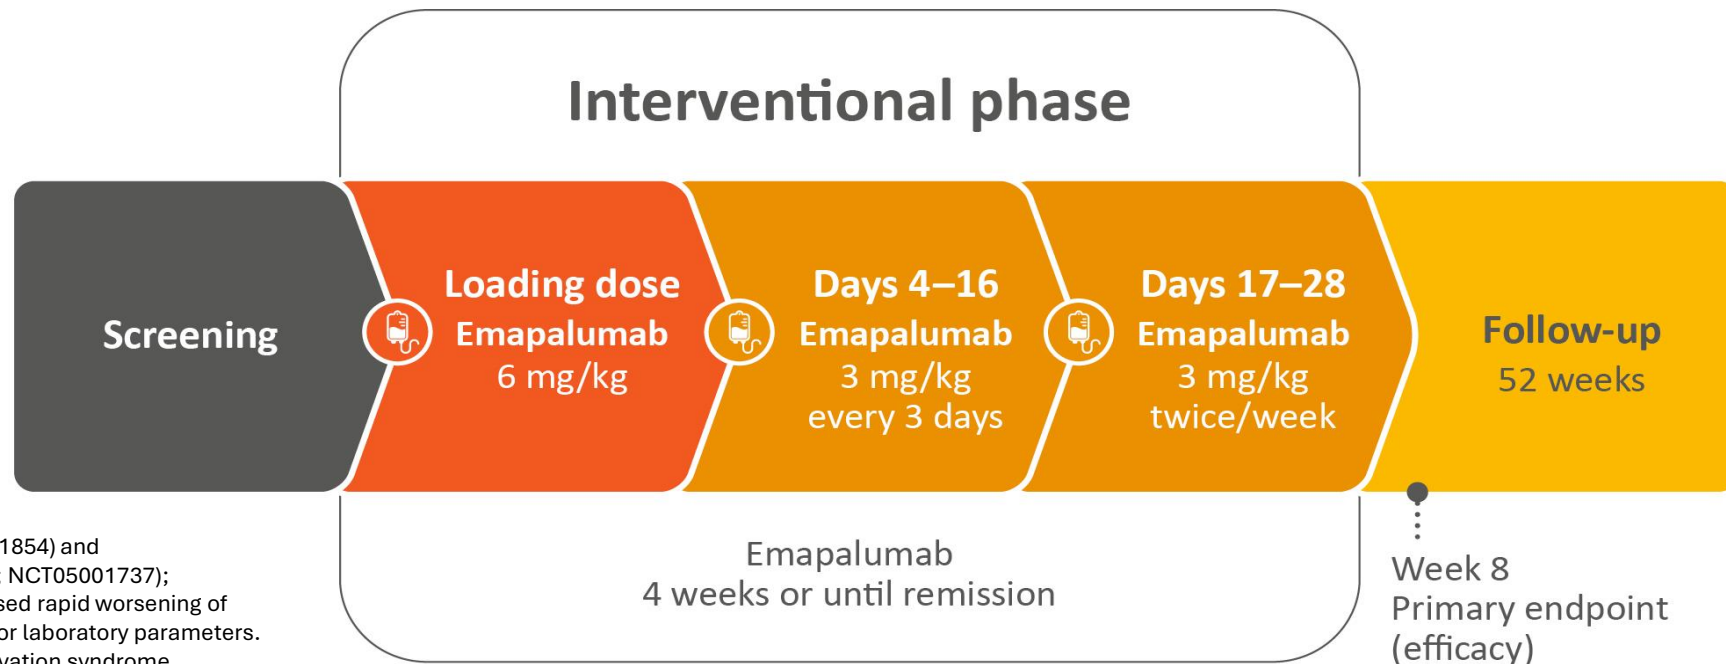 Interventional phase
Screening
Loading dose
Emapalumab
6 mg/kg
Days 4–16
Emapalumab
3 mg/kg
every 3 days
Days 17–28
Emapalumab
3 mg/kg
twice/week
Follow-up
52 weeks
Emapalumab
4 weeks or until remission
Week 8
Primary endpoint
(efficacy)
1854) and
; NCT05001737);
sed rapid worsening of
or laboratory parameters.
vation syndrome